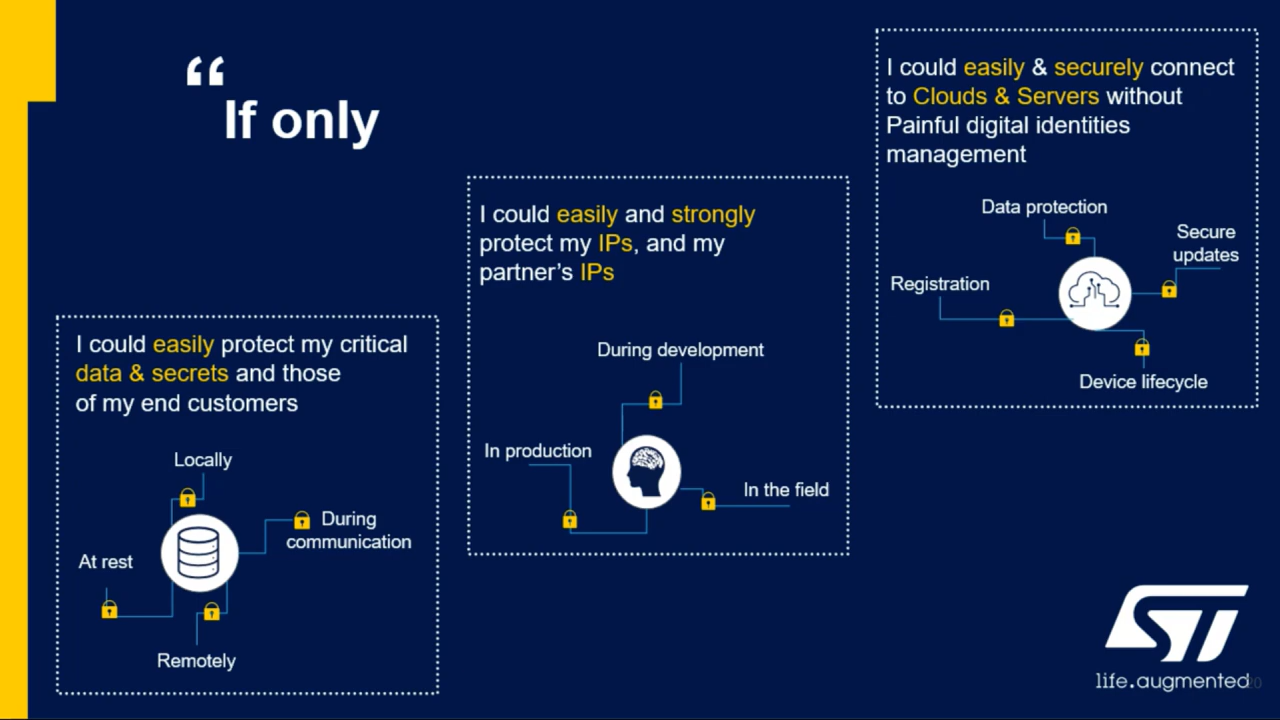 “
If only
I could easily protect my critical
data & secrets and those
of my end customers
Locally
During
communication
At rest
Remotely
I could easily and strongly
protect my IPs, and my
partner’s IPs
During development
In production
In the field
I could easily & securely connect
to Clouds & Servers without
Painful digital identities
management
Data protection
Secure
updates
Registration
Device lifecycle
ST
life.augmented
20